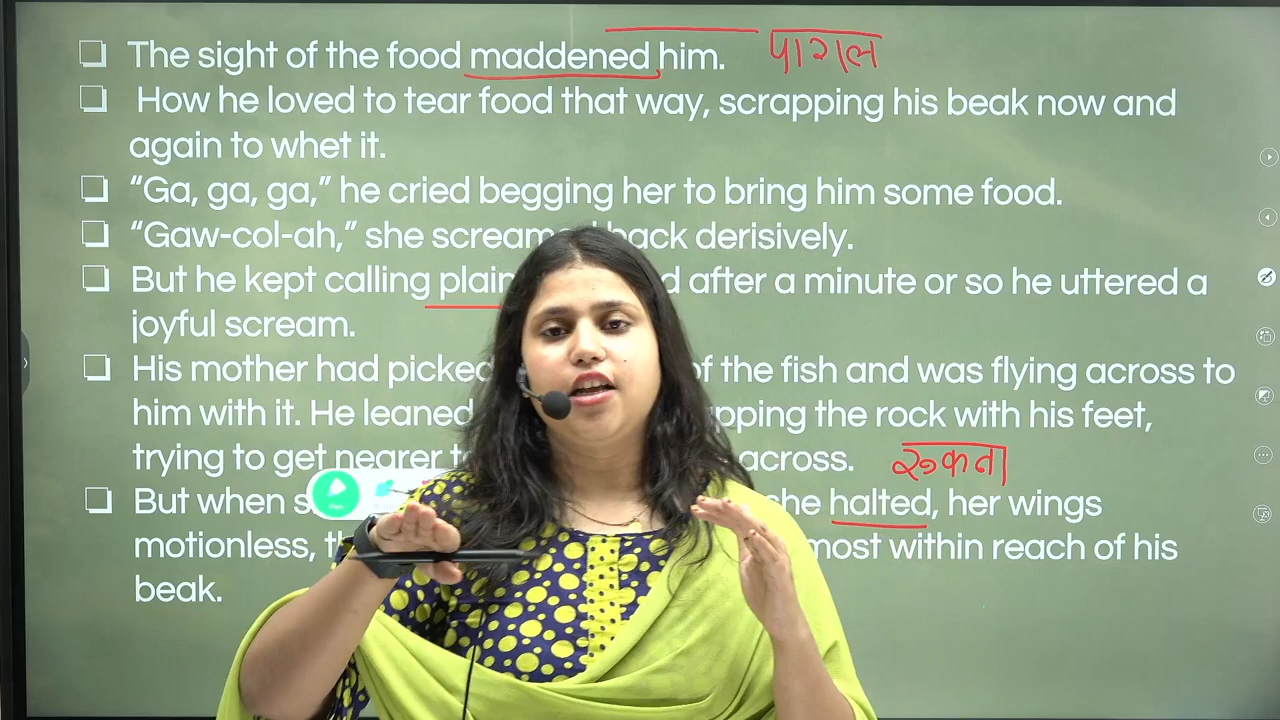 The sight of the food maddened him. पागल
How he loved to tear food that way, scrapping his beak now and
again to whet it.
“Ga, ga, ga,” he cried begging her to bring him some food.
“Gaw-col-ah,” she screamed back derisively.
But he kept calling after a minute or so he uttered a
joyful scream.
His mother had picked of the fish and was flying across to
him with it. He leaned the rock with his feet,
trying to get nearer across. रुकना
But when she halted, her wings
motionless, most within reach of his
beak.